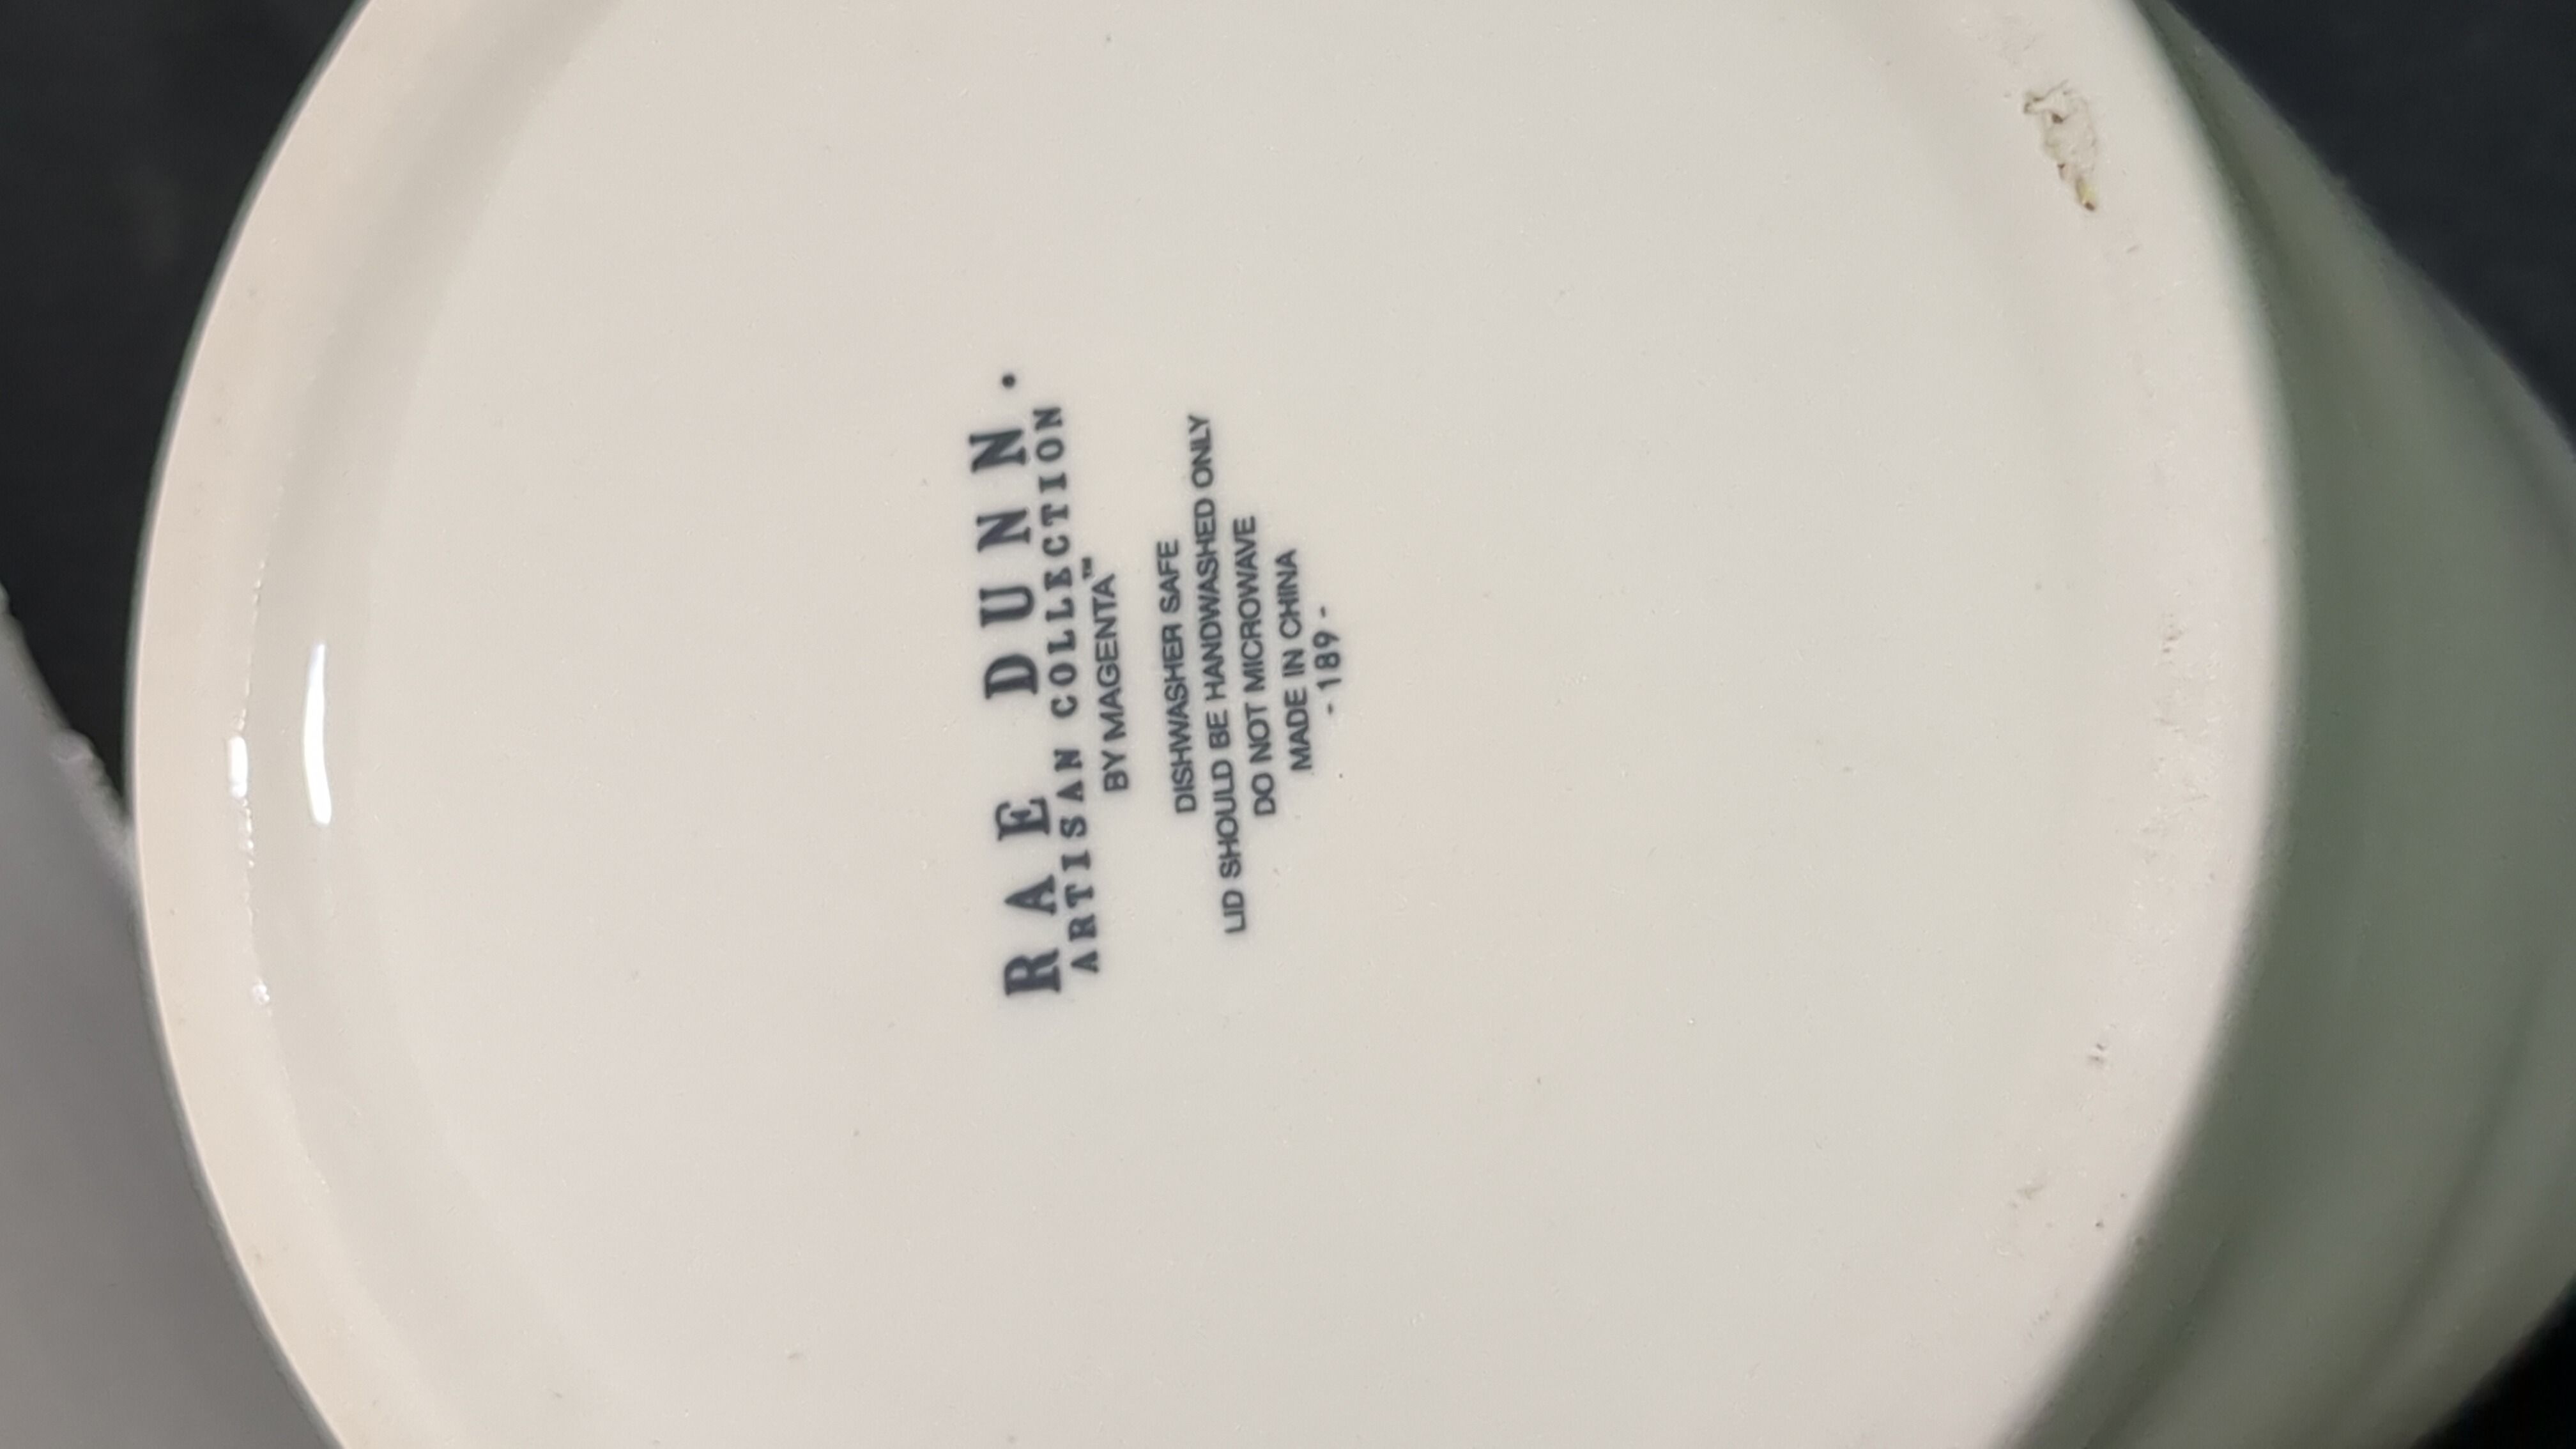 RAE DUNN.
ARTISAN COLLECTION
BY MAGENTA™
DISHWASHER SAFE
LID SHOULD BE HANDWASHED ONLY
DO NOT MICROWAVE
MADE IN CHINA
- 189 -